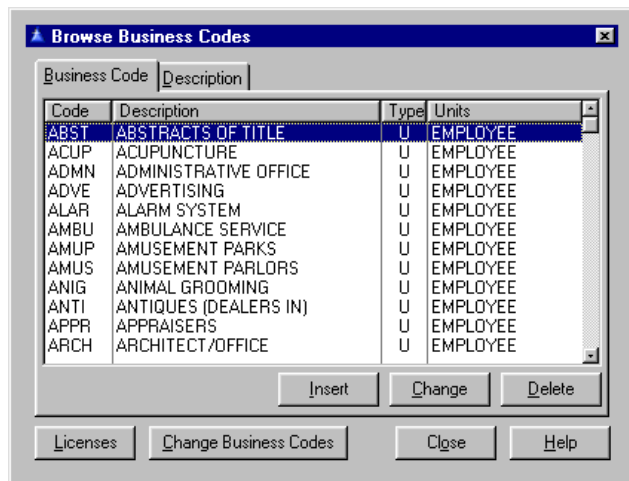 Browse Business Codes
Business Code Description
Code Description Type Units
ABST ABSTRACTS OF TITLE U EMPLOYEE
ACUP ACUPUNCTURE U EMPLOYEE
ADMN ADMINISTRATIVE OFFICE U EMPLOYEE
ADVE ADVERTISING U EMPLOYEE
ALAR ALARM SYSTEM U EMPLOYEE
AMBU AMBULANCE SERVICE U EMPLOYEE
AMUP AMUSEMENT PARKS U EMPLOYEE
AMUS AMUSEMENT PARLORS U EMPLOYEE
ANIG ANIMAL GROOMING U EMPLOYEE
ANTI ANTIQUES (DEALERS IN) U EMPLOYEE
APPR APPRAISERS U EMPLOYEE
ARCH ARCHITECT/OFFICE U EMPLOYEE
Insert Change Delete
Licenses Change Business Codes Close Help